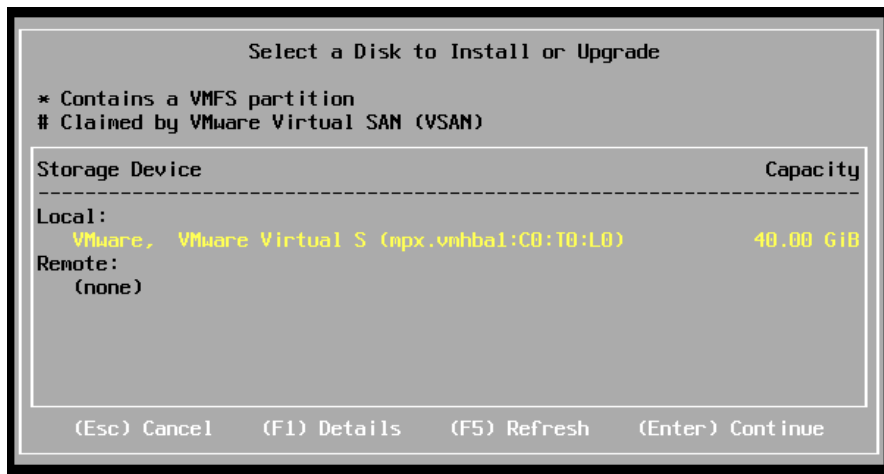 Select a Disk to Install or Upgrade
* Contains a VMFS partition
# Claimed by VMware Virtual SAN (VSAN)
Storage Device Capacity
Local:
VMware, VMware Virtual S (mpx.vmhba1:C0:T0:L0) 40.00 GiB
Remote:
(none)
(Esc) Cancel (F1) Details (F5) Refresh (Enter) Continue